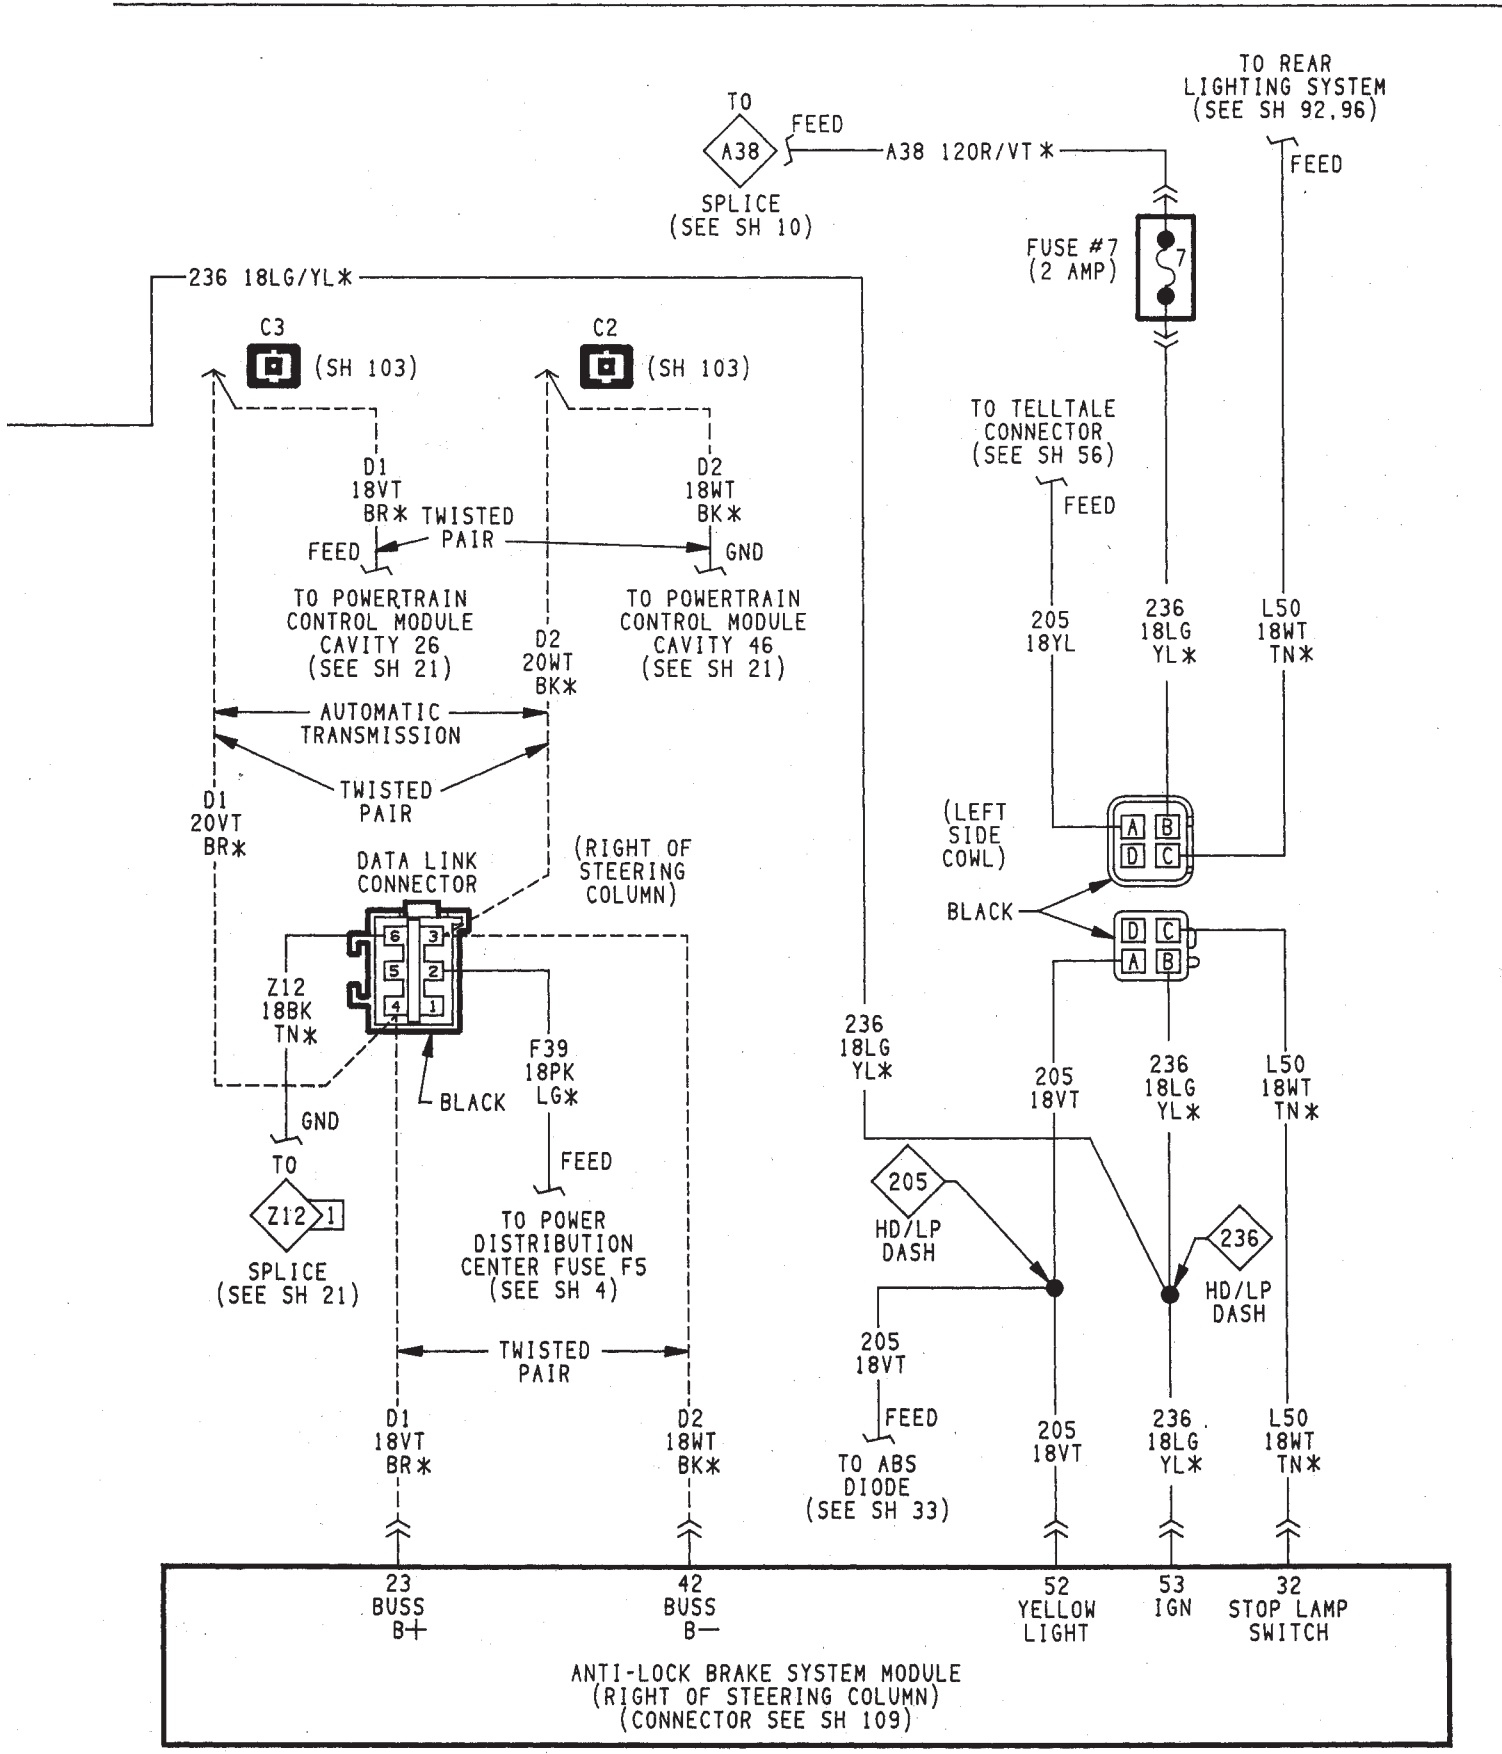 TO REAR
LIGHTING SYSTEM
(SEE SH 92,96)
FEED
TO
A38
FEED
A38 12OR/VT*
SPLICE
(SEE SH 10)
FUSE #7
(2 AMP)
7
236 18LG/YL*
C3
(SH 103)
C2
(SH 103)
TO TELLTALE
CONNECTOR
(SEE SH 56)
FEED
D1
18VT
BR*
D2
18WT
BK*
TWISTED
PAIR
FEED
GND
TO POWERTRAIN
CONTROL MODULE
CAVITY 26
(SEE SH 21)
TO POWERTRAIN
CONTROL MODULE
CAVITY 46
(SEE SH 21)
D2
20WT
BK*
205
18YL
236
18LG
YL*
L50
18WT
TN*
AUTOMATIC
TRANSMISSION
TWISTED
PAIR
D1
20VT
BR*
DATA LINK
CONNECTOR
(RIGHT OF
STEERING
COLUMN)
(LEFT
SIDE
COWL)
A B
D C
BLACK
D C
A B
6 3
5 2
4 1
Z12
18BK
TN*
F39
18PK
LG*
BLACK
236
18LG
YL*
205
18VT
236
18LG
YL*
L50
18WT
TN*
GND
TO
Z12 1
SPLICE
(SEE SH 21)
FEED
TO POWER
DISTRIBUTION
CENTER FUSE F5
(SEE SH 4)
205
HD/LP
DASH
236
HD/LP
DASH
TWISTED
PAIR
205
18VT
FEED
TO ABS
DIODE
(SEE SH 33)
D1
18VT
BR*
D2
18WT
BK*
205
18VT
236
18LG
YL*
L50
18WT
TN*
23
BUSS
B+
42
BUSS
B-
52
YELLOW
LIGHT
53
IGN
32
STOP LAMP
SWITCH
ANTI-LOCK BRAKE SYSTEM MODULE
(RIGHT OF STEERING COLUMN)
(CONNECTOR SEE SH 109)